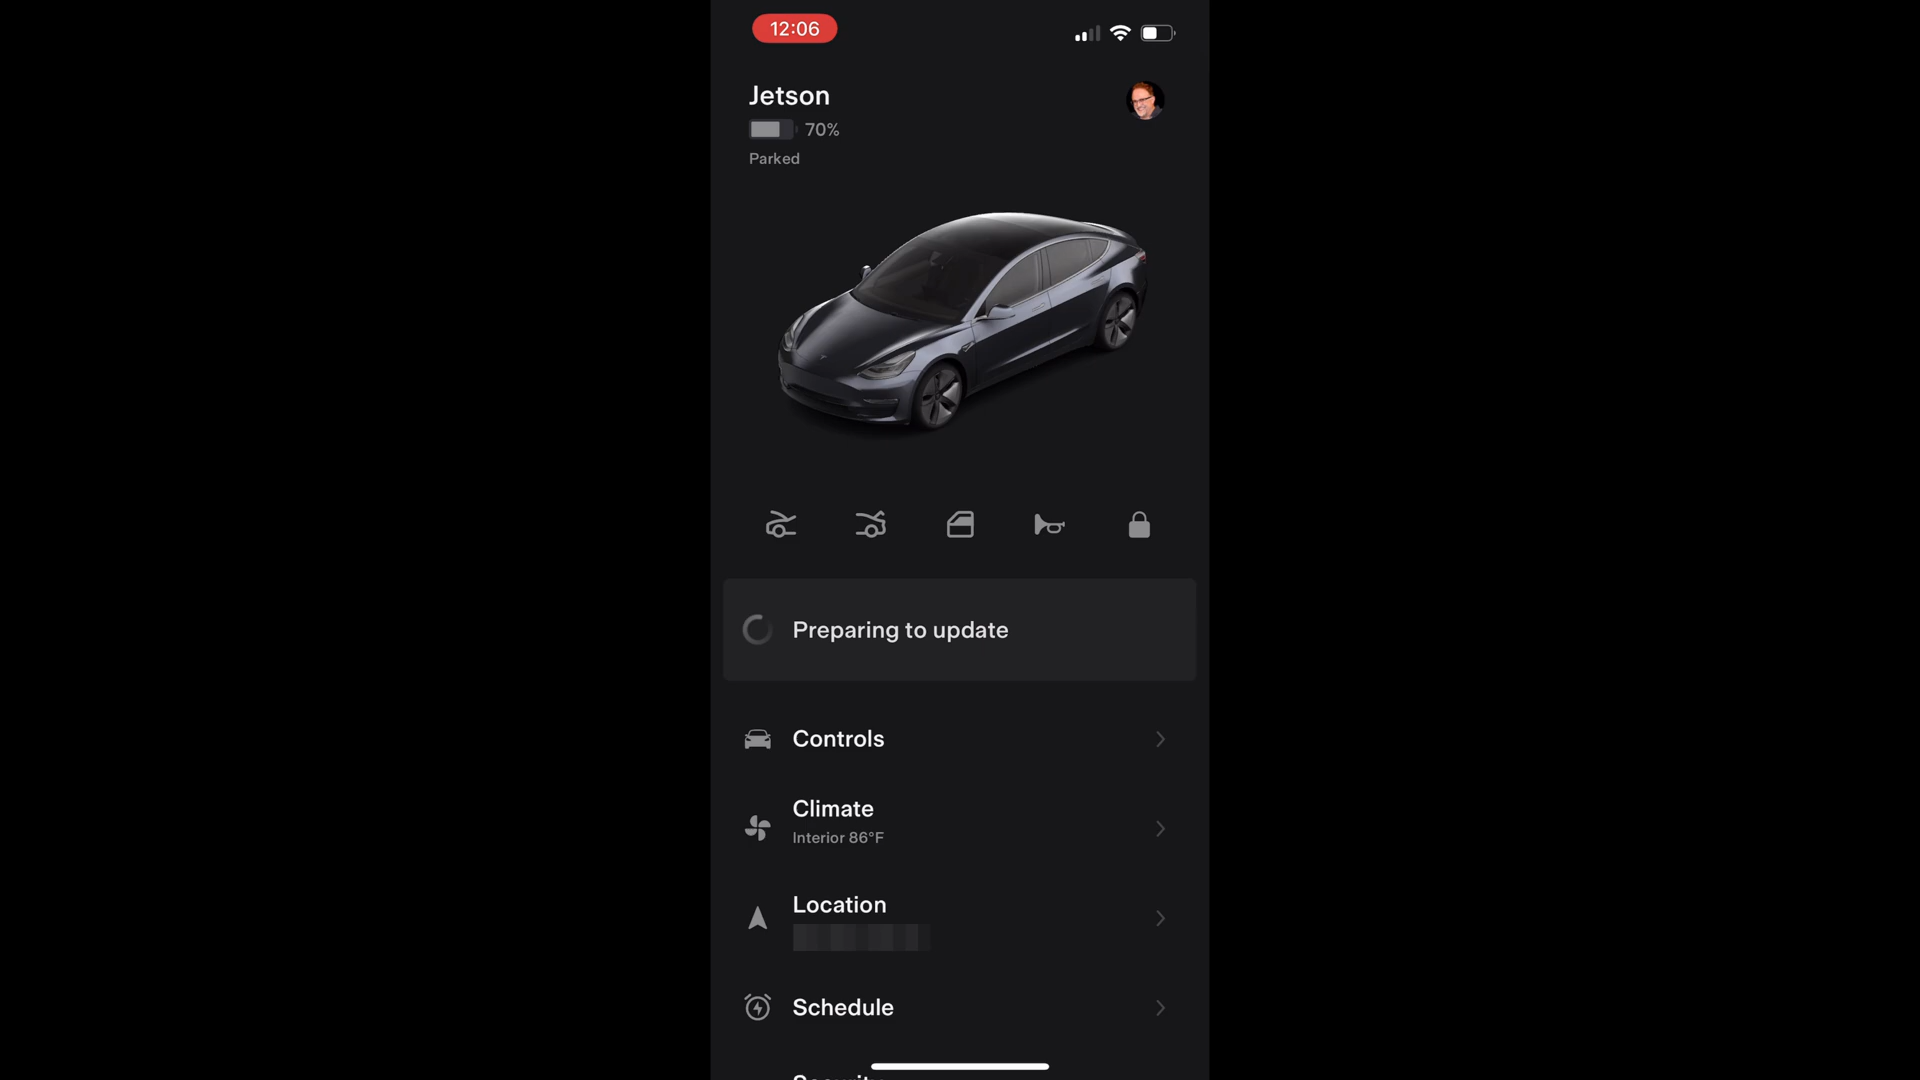 12:06
Jetson
70%
Parked
Preparing to update
Controls
Climate
Interior 86°F
Location
Schedule